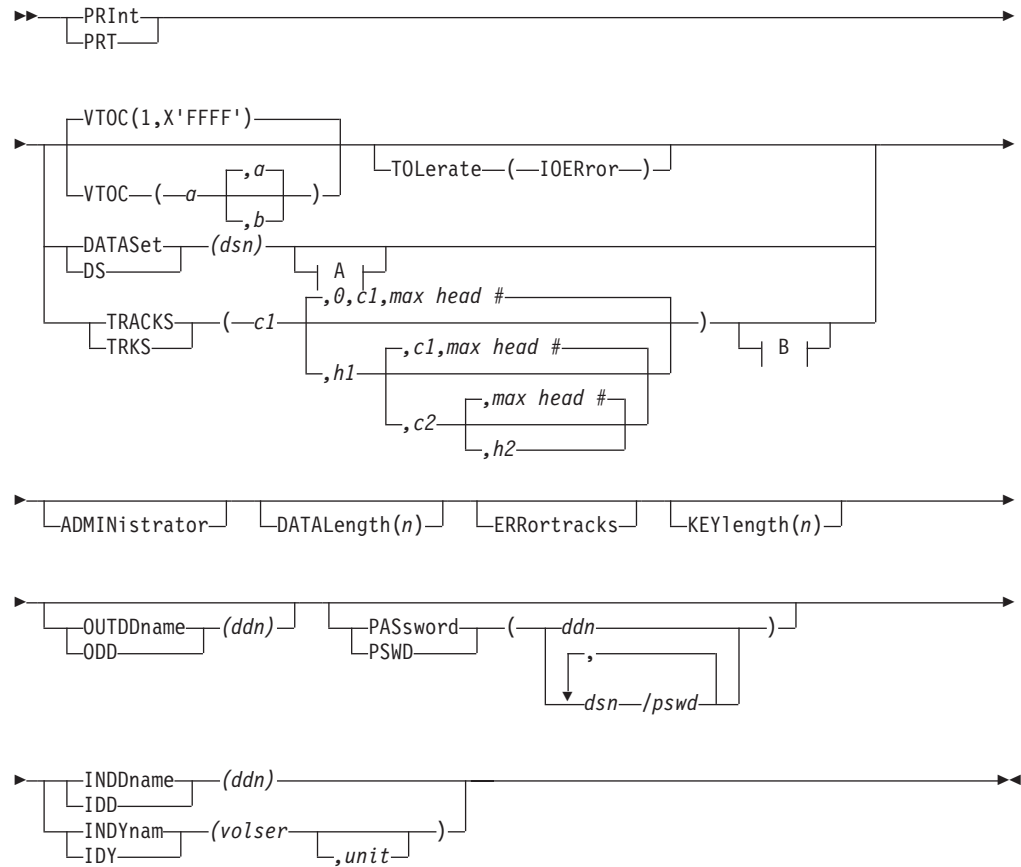 PRInt
PRT
VTOC(1,X'FFFF')
VTOC ( a ,a ,b )
TOLerate ( IOERror )
DATASet
DS
(dsn)
A
TRACKS
TRKS
( c1
,0,c1,max head #
)
B
,h1
,c1,max head #
,c2
,max head #
,h2
ADMINistrator
DATALength(n)
ERRortracks
KEYlength(n)
OUTDDname
ODD
(ddn)
PASsword
PSWD
( ddn )
,
dsn /pswd
INDDname
IDD
(ddn)
INDYnam
IDY
(volser ,unit )